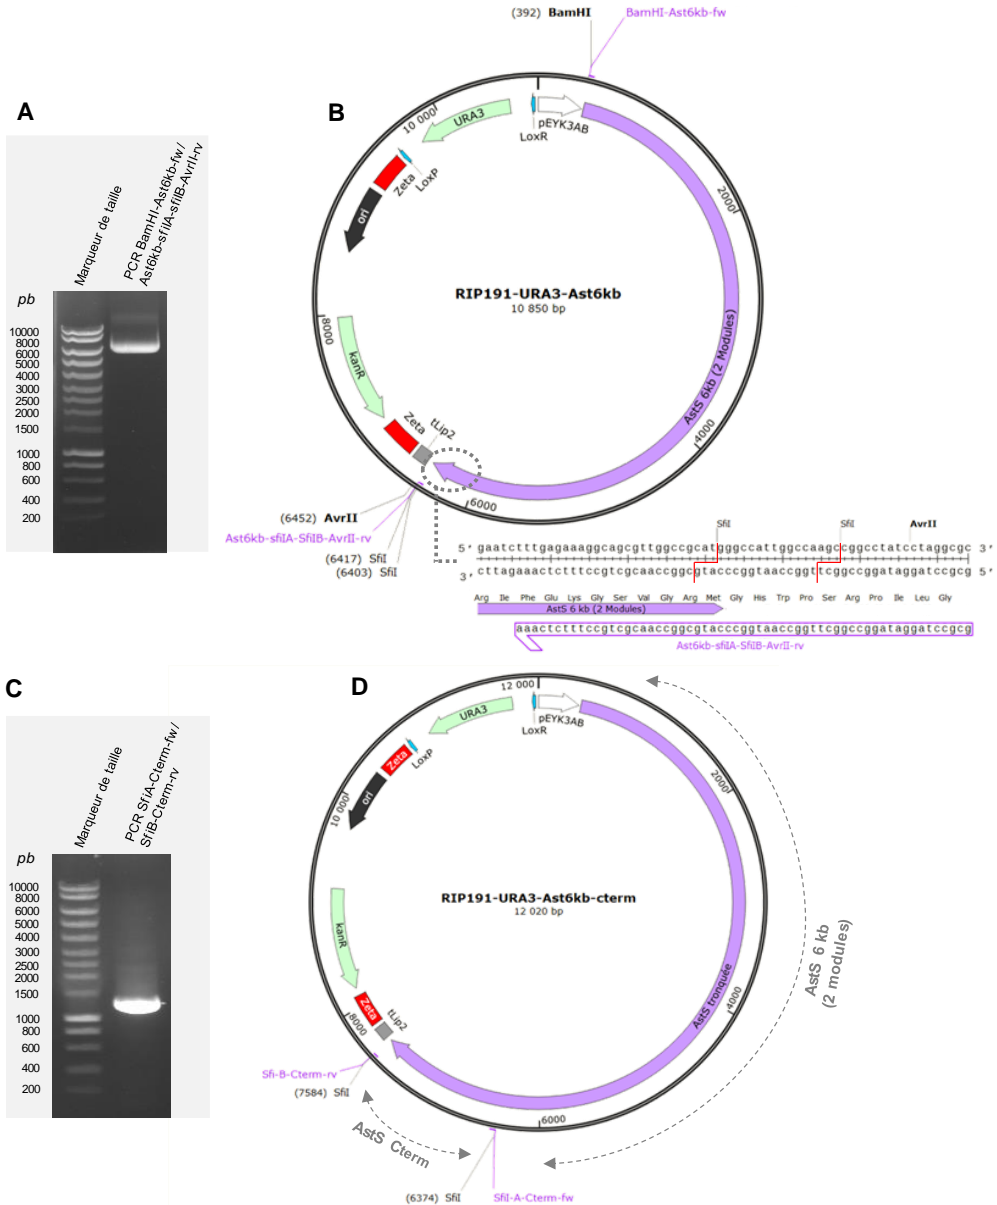 (392) BamHI
BamHI-Ast6kb-fw
A
B
Marqueur de taille
PCR BamHI-Ast6kb-fw /
Ast6kb-sfiIA-sfiIB-AvrII-rv
pb
10000
8000
6000
5000
4000
3000
2500
2000
1500
1000
800
600
400
200
10 000
URA3
LoxR
pEYK3AB
2000
LoxP
Zeta
ori
RIP191-URA3-Ast6kb
10 850 bp
8000
kanR
AstS 6kb (2 Modules)
Zeta
tLip2
4000
6000
(6452) AvrII
Ast6kb-sfiIA-SfiIB-AvrII-rv
(6417) SfiI
(6403) SfiI
SfiI
SfiI
AvrII
5' gaatctttgagaaaggcagcgttggccgcatgggccattggccaagccggcctatcctaggcgc 3'
3' cttagaaactctttccgtcgcaaccggcgtacccggtaaccggttcggccggataggatccgcg 5'
Arg Ile Phe Glu Lys Gly Ser Val Gly Arg Met Gly His Trp Pro Ser Arg Pro Ile Leu Gly
AstS 6 kb (2 Modules)
aaactctttccgtcgcaaccggcgtacccggtaaccggttcggccggataggatccgcg
Ast6kb-sfiIA-SfiIB-AvrII-rv
C
D
Marqueur de taille
PCR SfiA-Cterm-fw /
SfiB-Cterm-rv
pb
10000
8000
6000
5000
4000
3000
2500
2000
1500
1000
800
600
400
200
12 000
URA3
LoxR
pEYK3AB
LoxP
Zeta
ori
10 000
2000
RIP191-URA3-Ast6kb-cterm
12 020 bp
kanR
AstS tronquée
4000
AstS 6 kb
(2 modules)
Zeta
tLip2
8000
Sfi-B-Cterm-rv
(7584) SfiI
6000
AstS Cterm
(6374) SfiI
SfiI-A-Cterm-fw